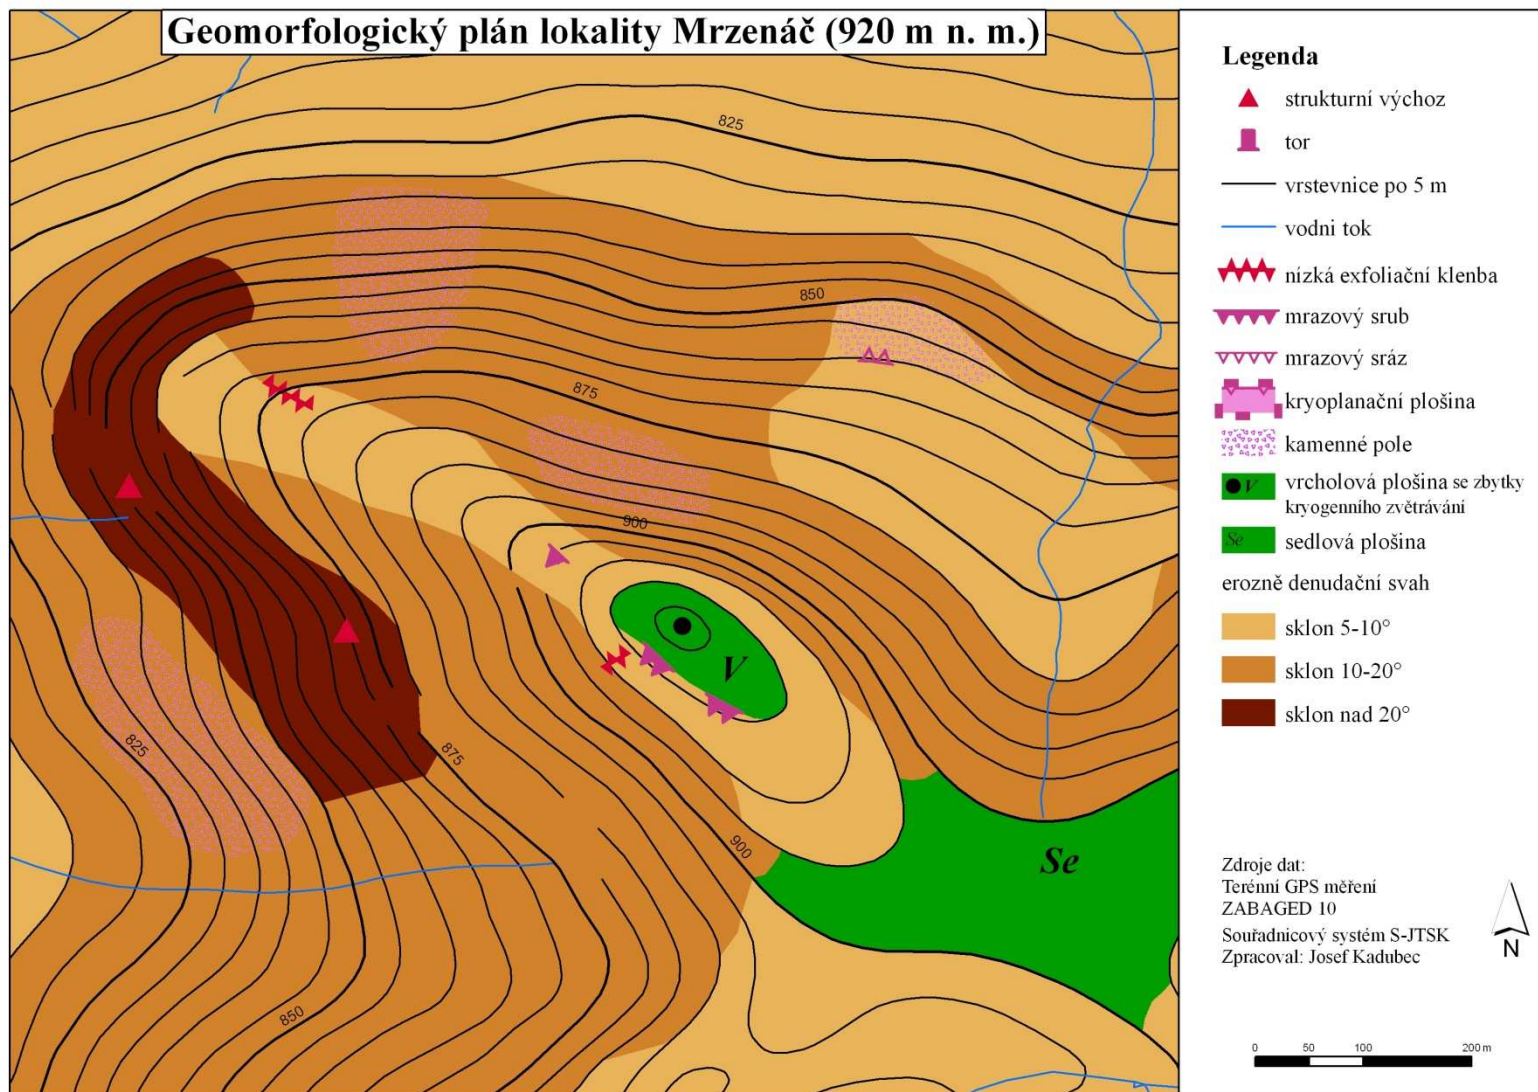 Geomorfologický plán lokality Mrzenáč (920 m n. m.)
825
850
875
900
V
825
875
900
Se
850
Legenda
strukturní výchoz
tor
vrstevnice po 5 m
vodni tok
nízká exfoliační klenba
mrazový srub
mrazový sráz
kryoplanační plošina
kamenné pole
V
vrcholová plošina se zbytky
kryogenního zvětrávání
Se
sedlová plošina
erozně denudační svah
sklon 5-10°
sklon 10-20°
sklon nad 20°
Zdroje dat:
Terénní GPS měření
ZABAGED 10
Souřadnicový systém S-JTSK
Zpracoval: Josef Kadubec
N
0 50 100 200 m